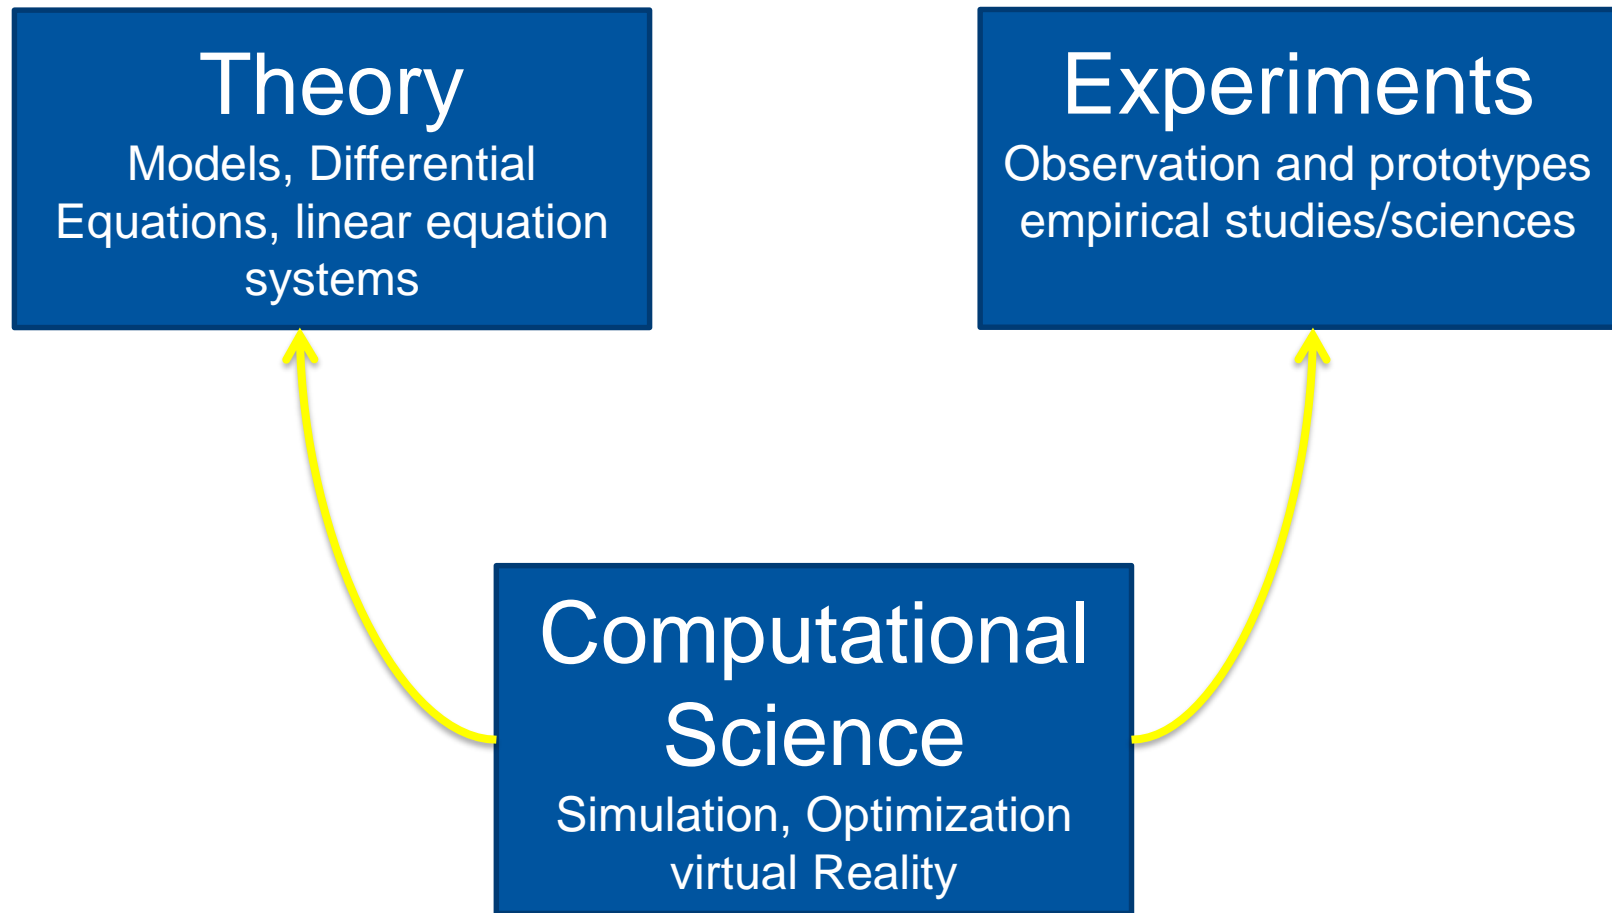 Theory
Models, Differential
Equations, linear equation
systems
Experiments
Observation and prototypes
empirical studies/sciences
Computational
Science
Simulation, Optimization
virtual Reality